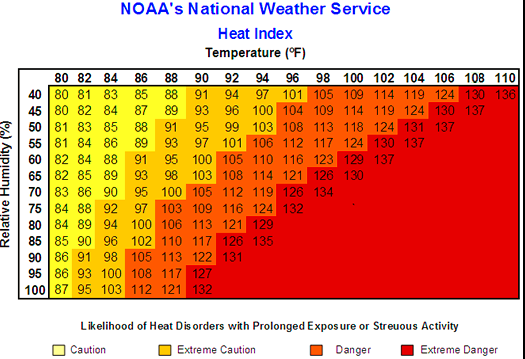 NOAA's National Weather Service
Heat Index
Temperature (ºF)
80 82 84 86 88 90 92 94 96 98 100 102 104 106 108 110
Relative Humidity (%)
40 80 81 83 85 88 91 94 97 101 105 109 114 119 124 130 136
45 80 82 84 87 89 93 96 100 104 109 114 119 124 130 137
50 81 83 85 88 91 95 99 103 108 113 118 124 131 137
55 81 84 86 89 93 97 101 106 112 117 124 130 137
60 82 84 88 91 95 100 105 110 116 123 129 137
65 82 85 89 93 98 103 108 114 121 126 130
70 83 86 90 95 100 105 112 119 126 134
75 84 88 92 97 103 109 116 124 132
80 84 89 94 100 106 113 121 129
85 85 90 96 102 110 117 126 135
90 86 91 98 105 113 122 131
95 86 93 100 108 117 127
100 87 95 103 112 121 132
Likelihood of Heat Disorders with Prolonged Exposure or Streuous Activity
Caution Extreme Caution Danger Extreme Danger